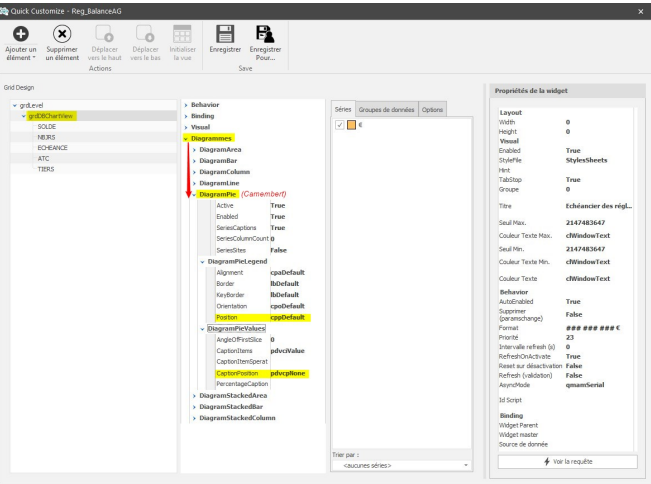 Quick Customize - Reg_BalanceAG
Ajouter un élément
Supprimer un élément
Déplacer vers le haut
Déplacer vers le bas
Initialiser la vue
Enregistrer
Enregistrer Pour...
Actions
Save
Grid Design
grdLevel
grdDBChartView
SOLDE
NBJRS
ECHEANCE
ATC
TIERS
Behavior
Binding
Visual
Diagrammes
DiagramArea
DiagramBar
DiagramColumn
DiagramLine
DiagramPie (Camembert)
Active True
Enabled True
SeriesCaptions True
SeriesColumnCount 0
SeriesSites False
DiagramPieLegend
Alignment cpaDefault
Border lbDefault
KeyBorder lbDefault
Orientation cpoDefault
Position cppDefault
DiagramPieValues
AngleOfFirstSlice 0
CaptionItems pdvciValue
CaptionItemSperat
CaptionPosition pdvcpNone
PercentageCaption
DiagramStackedArea
DiagramStackedBar
DiagramStackedColumn
Séries Groupes de données Options
€
Trier par :
<aucunes séries>
Propriétés de la widget
Layout
Width 0
Height 0
Visual
Enabled True
StyleFile StylesSheets
Hint
TabStop True
Groupe 0
Titre Echéancier des régl...
Seuil Max. 2147483647
Couleur Texte Max. clWindowText
Seuil Min. 2147483647
Couleur Texte Min. clWindowText
Couleur Texte clWindowText
Behavior
AutoEnabled True
Supprimer (paramschange) False
Format ### ### ### €
Priorité 23
Intervalle refresh (s) 0
RefreshOnActivate True
Reset sur désactivation False
Refresh (validation) False
AsyncMode qmamSerial
Id Script
Binding
Widget Parent
Widget master
Source de donnée
Voir la requête